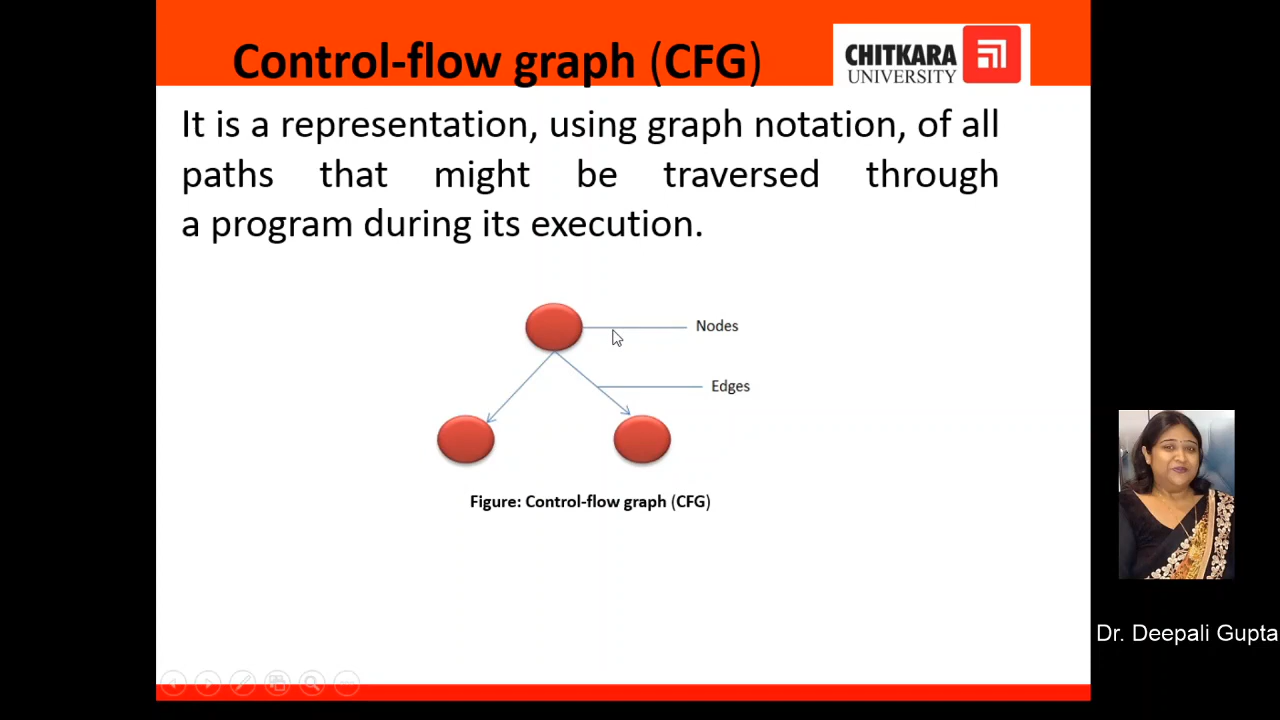 Control-flow graph (CFG)
CHITKARA
UNIVERSITY
It is a representation, using graph notation, of all
paths that might be traversed through
a program during its execution.
Nodes
Edges
Figure: Control-flow graph (CFG)
Dr. Deepali Gupta